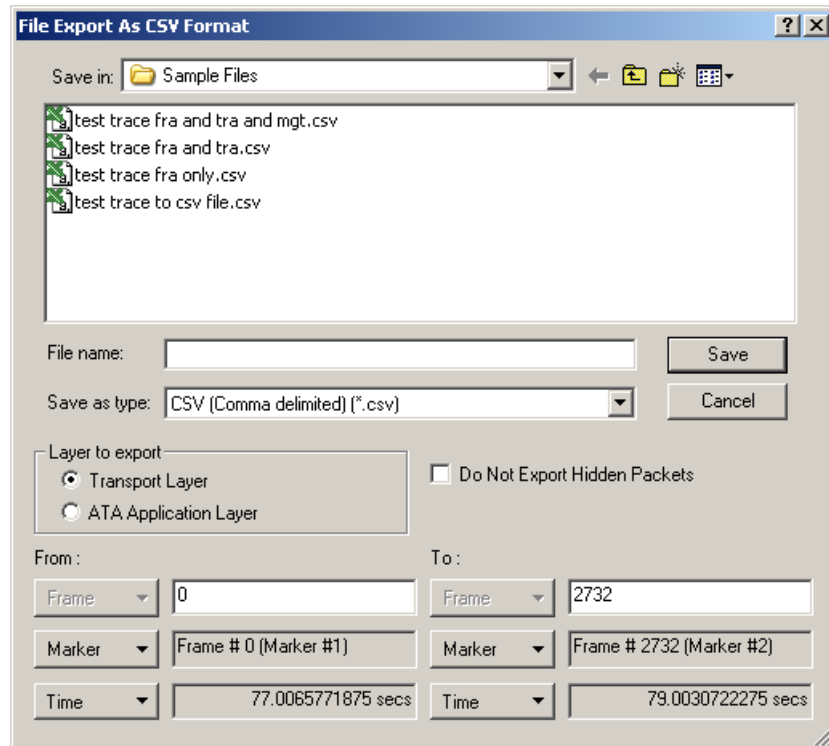 File Export As CSV Format
Save in: Sample Files
test trace fra and tra and mgt.csv
test trace fra and tra.csv
test trace fra only.csv
test trace to csv file.csv
File name:
Save
Save as type: CSV (Comma delimited) (*.csv)
Cancel
Layer to export
Transport Layer
ATA Application Layer
Do Not Export Hidden Packets
From :
To :
Frame 0
Frame 2732
Marker Frame # 0 (Marker #1)
Marker Frame # 2732 (Marker #2)
Time 77.0065771875 secs
Time 79.0030722275 secs